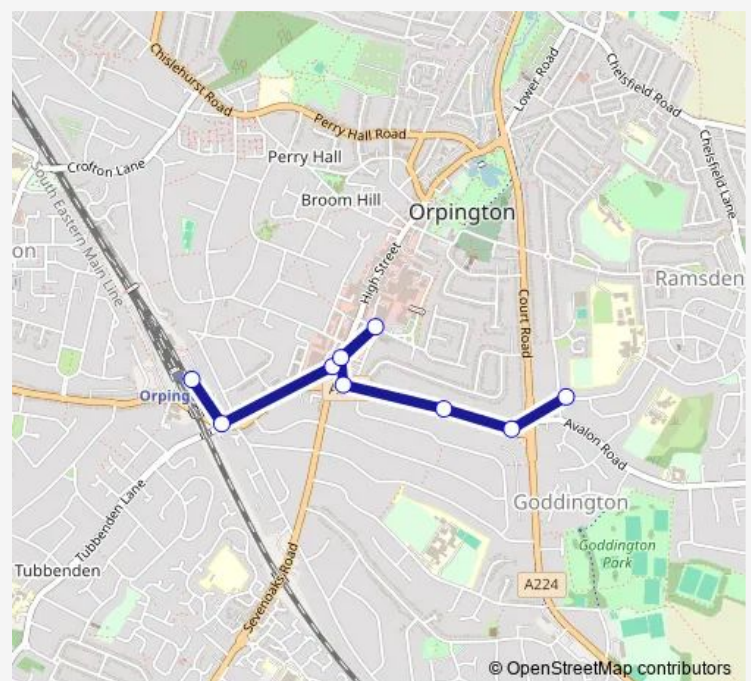 Chislehurst Road
Lower Road
Chelsfield Road
Perry Hall Road
Crofton Lane
Perry Hall
Chelsfield Lane
South Eastern Main Line
Broom Hill
Orpington
on
High Street
Ramsden
Court Road
Orping
A
Avalon Road
Goddington
Tubbenden Lane
Goddington
Park
Tubbenden
Sevenoaks Road
A224
© OpenStreetMap contributors